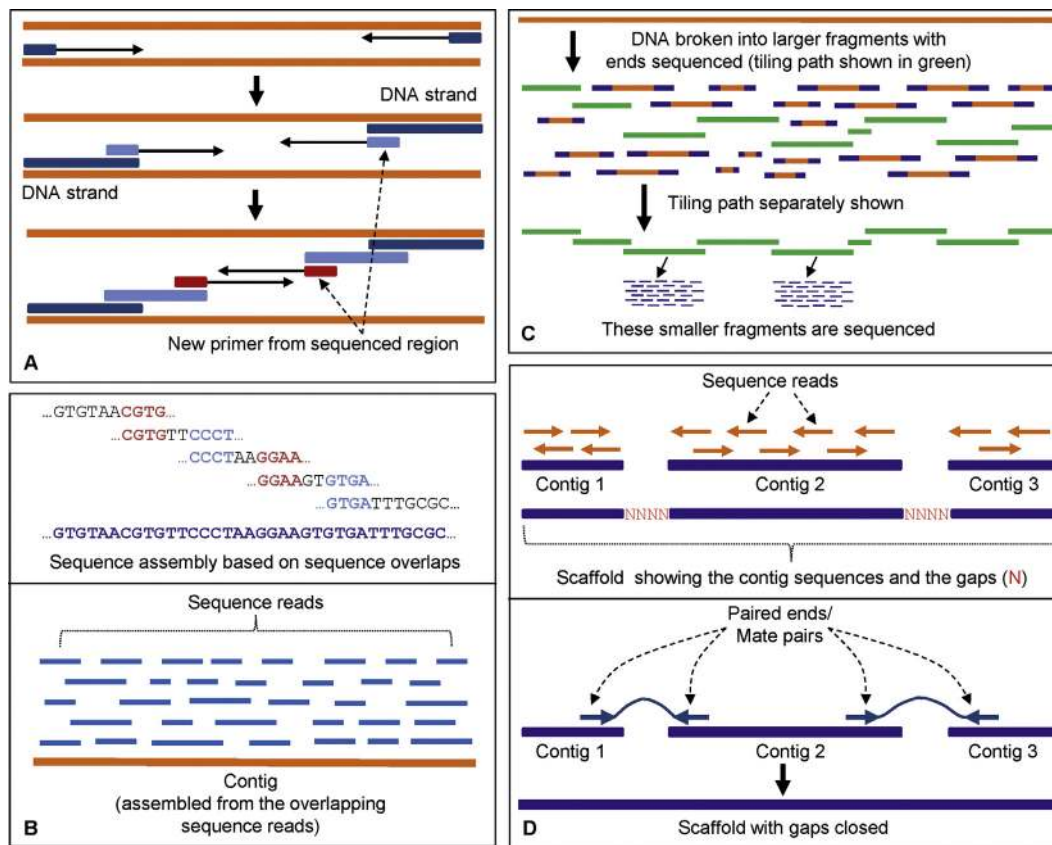 DNA strand
DNA strand
New primer from sequenced region
A
…GTGTAACGTG…
…CGTGTTCCCT…
…CCCTAAGGAA…
…GGAAGTGTGA…
…GTGATTTGCGC…
…GTGTAACGTGTTCCCTAAGGAAGTGTGATTTGCGC…
Sequence assembly based on sequence overlaps
Sequence reads
Contig
(assembled from the overlapping
sequence reads)
B
DNA broken into larger fragments with
ends sequenced (tiling path shown in green)
Tiling path separately shown
These smaller fragments are sequenced
C
Sequence reads
Contig 1 Contig 2 Contig 3
NNNN NNNN
Scaffold showing the contig sequences and the gaps (N)
Paired ends/
Mate pairs
Contig 1 Contig 2 Contig 3
Scaffold with gaps closed
D